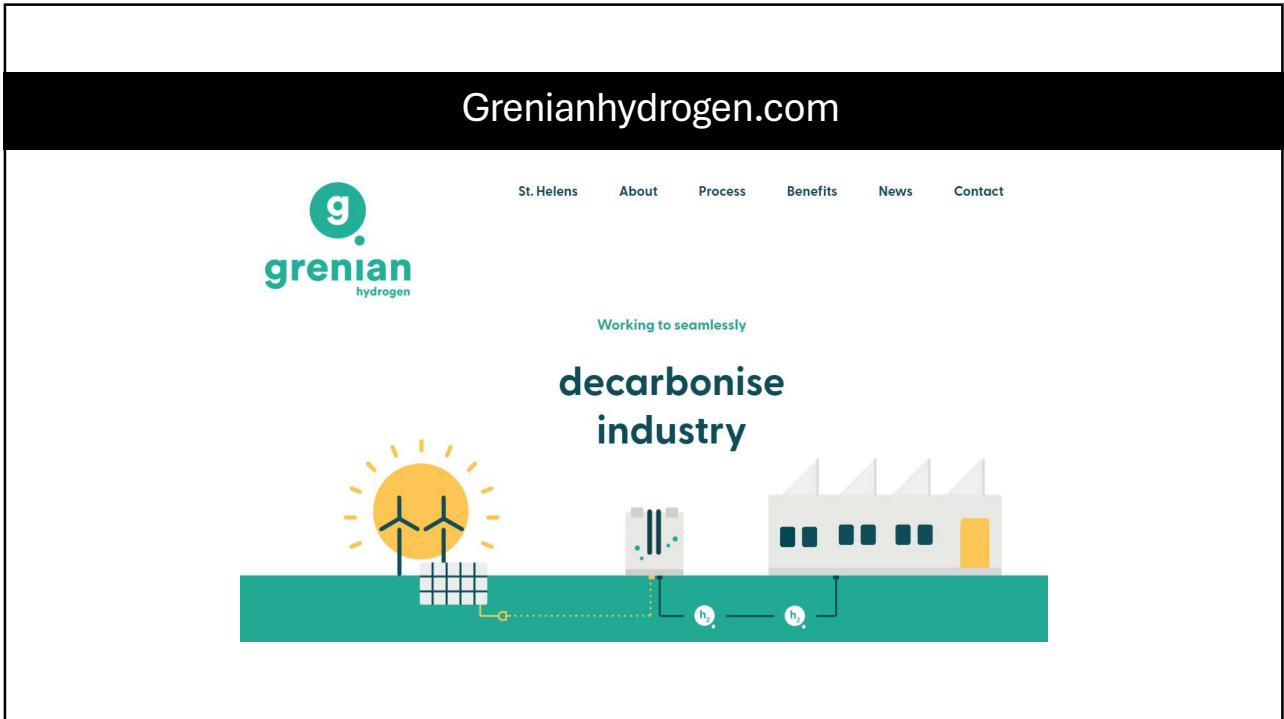 Grenianhydrogen.com
g
grenian
hydrogen
St. Helens About Process Benefits News Contact
Working to seamlessly
decarbonise
industry
h₂ h₂